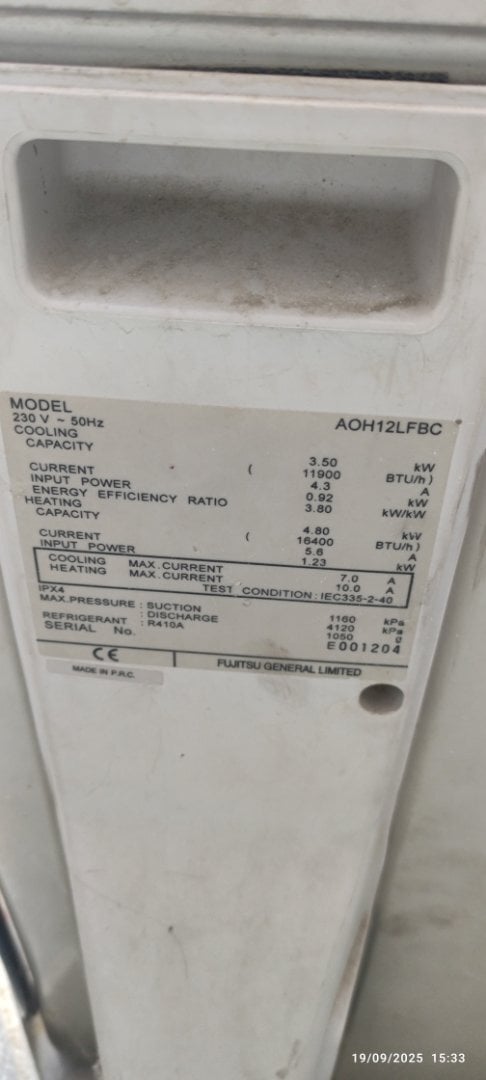 MODEL AOH12LFBC
230 V ~ 50Hz
COOLING
CAPACITY 3.50 kW
( 11900 BTU/h )
CURRENT 4.3 A
INPUT POWER 0.92 kW
ENERGY EFFICIENCY RATIO 3.80 kW/kW
HEATING
CAPACITY 4.80 kW
( 16400 BTU/h )
CURRENT 5.6 A
INPUT POWER 1.23 kW
COOLING MAX.CURRENT 7.0 A
HEATING MAX.CURRENT 10.0 A
IPX4 TEST CONDITION : IEC335-2-40
MAX.PRESSURE : SUCTION 1160 kPa
: DISCHARGE 4120 kPa
REFRIGERANT : R410A 1050 g
SERIAL No. E001204
CE FUJITSU GENERAL LIMITED
MADE IN P.R.C.
19/09/2025 15:33